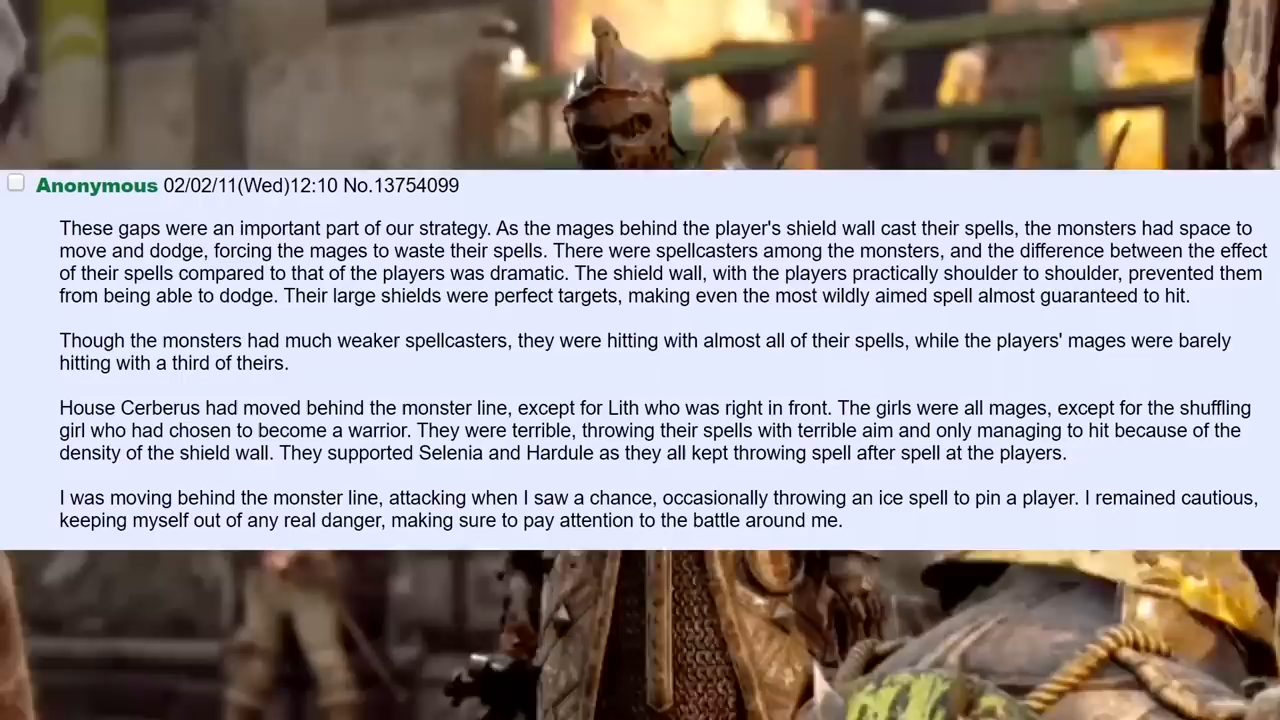 Anonymous 02/02/11(Wed)12:10 No.13754099
These gaps were an important part of our strategy. As the mages behind the player's shield wall cast their spells, the monsters had space to
move and dodge, forcing the mages to waste their spells. There were spellcasters among the monsters, and the difference between the effect
of their spells compared to that of the players was dramatic. The shield wall, with the players practically shoulder to shoulder, prevented them
from being able to dodge. Their large shields were perfect targets, making even the most wildly aimed spell almost guaranteed to hit.
Though the monsters had much weaker spellcasters, they were hitting with almost all of their spells, while the players' mages were barely
hitting with a third of theirs.
House Cerberus had moved behind the monster line, except for Lith who was right in front. The girls were all mages, except for the shuffling
girl who had chosen to become a warrior. They were terrible, throwing their spells with terrible aim and only managing to hit because of the
density of the shield wall. They supported Selenia and Hardule as they all kept throwing spell after spell at the players.
I was moving behind the monster line, attacking when I saw a chance, occasionally throwing an ice spell to pin a player. I remained cautious,
keeping myself out of any real danger, making sure to pay attention to the battle around me.